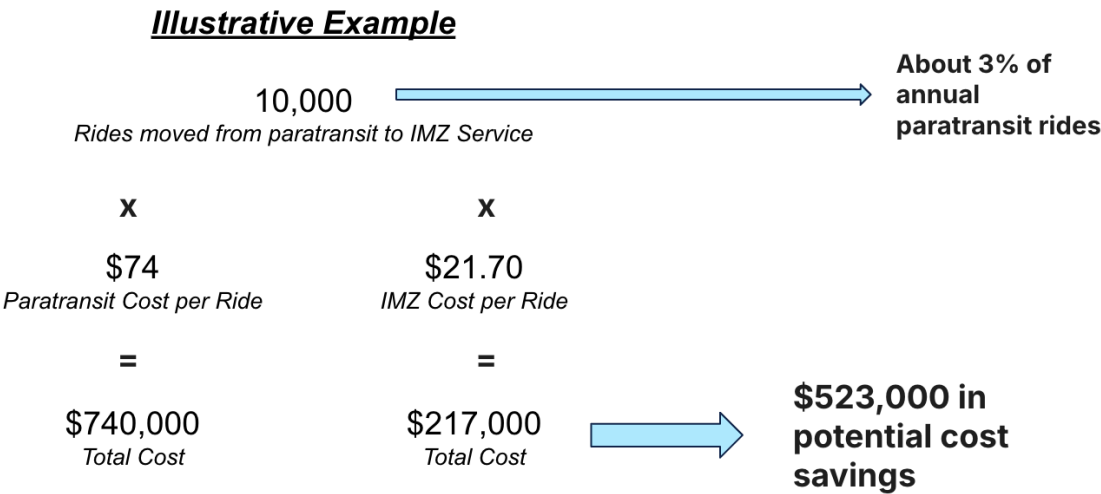 Illustrative Example
10,000
Rides moved from paratransit to IMZ Service
About 3% of
annual
paratransit rides
x
x
$74
$21.70
Paratransit Cost per Ride
IMZ Cost per Ride
=
=
$740,000
$217,000
Total Cost
Total Cost
$523,000 in
potential cost
savings